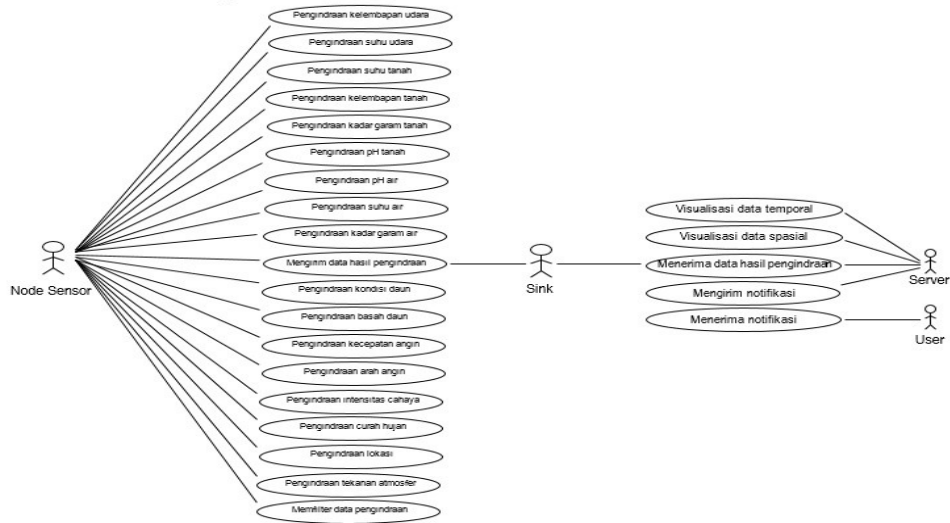 Pengindraan kelembapan udara
Pengindraan suhu udara
Pengindraan suhu tanah
Pengindraan kelembapan tanah
Pengindraan kadar garam tanah
Pengindraan pH tanah
Pengindraan pH air
Pengindraan suhu air
Pengindraan kadar garam air
Mengirim data hasil pengindraan
Pengindraan kondisi daun
Pengindraan basah daun
Pengindraan kecepatan angin
Pengindraan arah angin
Pengindraan intensitas cahaya
Pengindraan curah hujan
Pengindraan lokasi
Pengindraan tekanan atmosfer
Memfilter data pengindraan
Node Sensor
Sink
Visualisasi data temporal
Visualisasi data spasial
Menerima data hasil pengindraan
Mengirim notifikasi
Menerima notifikasi
Server
User